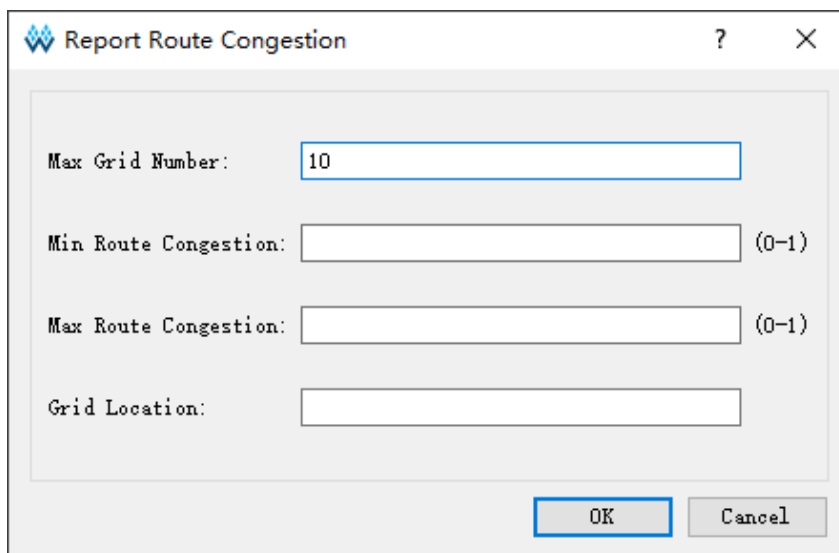 Report Route Congestion ?
Max Grid Number: 10
Min Route Congestion: (0-1)
Max Route Congestion: (0-1)
Grid Location:
OK Cancel